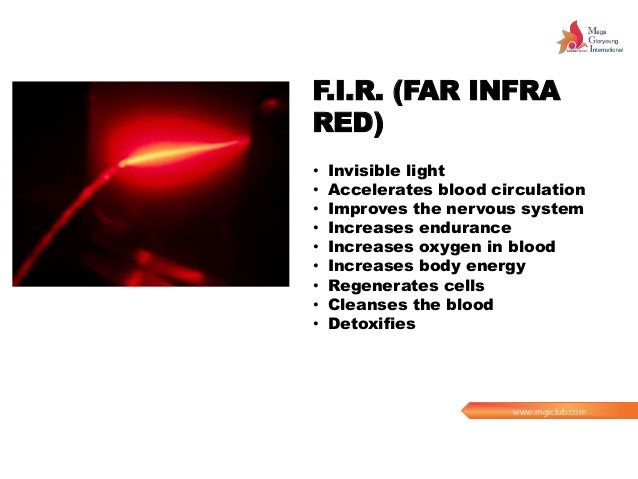 Mega
Gloryoung
International
F.I.R. (FAR INFRA
RED)
• Invisible light
• Accelerates blood circulation
• Improves the nervous system
• Increases endurance
• Increases oxygen in blood
• Increases body energy
• Regenerates cells
• Cleanses the blood
• Detoxifies
www.mgiclub.com